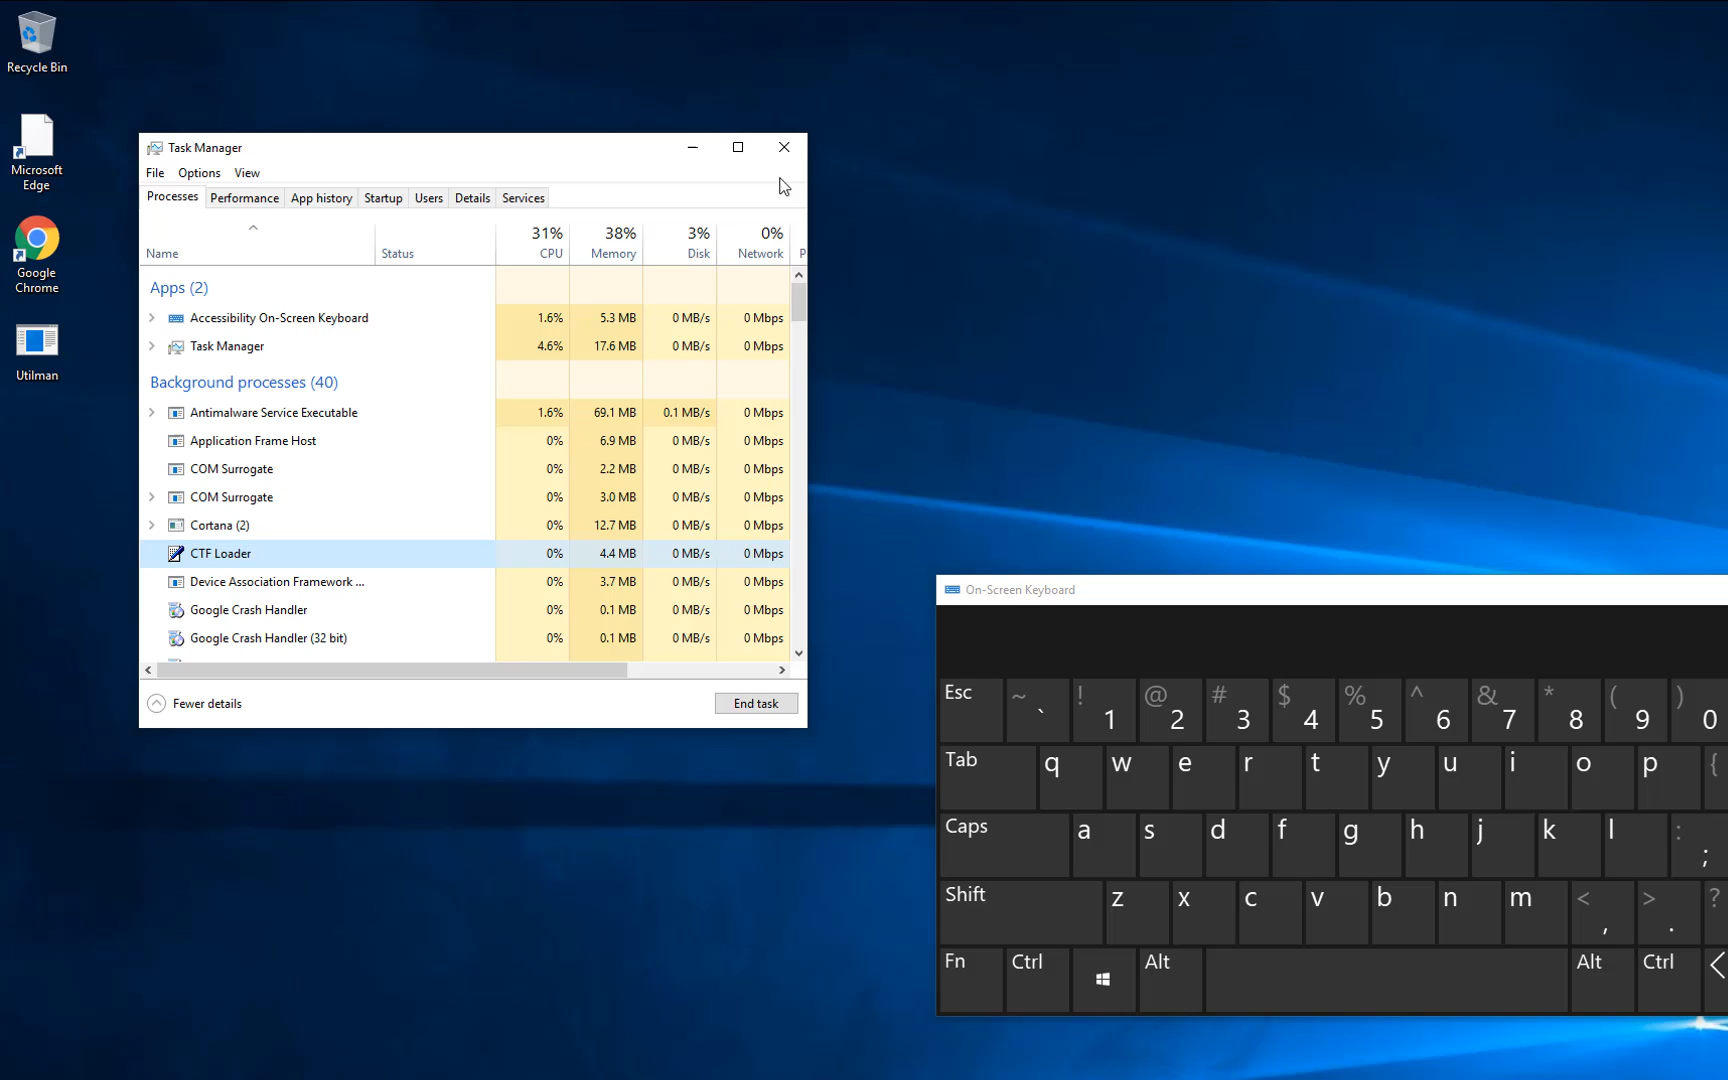 Recycle Bin
Microsoft
Edge
Google
Chrome
Utilman
Task Manager
File Options View
Processes Performance App history Startup Users Details Services
31% 38% 3% 0%
Name Status CPU Memory Disk Network P
Apps (2)
Accessibility On-Screen Keyboard 1.6% 5.3 MB 0 MB/s 0 Mbps
Task Manager 4.6% 17.6 MB 0 MB/s 0 Mbps
Background processes (40)
Antimalware Service Executable 1.6% 69.1 MB 0.1 MB/s 0 Mbps
Application Frame Host 0% 6.9 MB 0 MB/s 0 Mbps
COM Surrogate 0% 2.2 MB 0 MB/s 0 Mbps
COM Surrogate 0% 3.0 MB 0 MB/s 0 Mbps
Cortana (2) 0% 12.7 MB 0 MB/s 0 Mbps
CTF Loader 0% 4.4 MB 0 MB/s 0 Mbps
Device Association Framework ... 0% 3.7 MB 0 MB/s 0 Mbps
Google Crash Handler 0% 0.1 MB 0 MB/s 0 Mbps
Google Crash Handler (32 bit) 0% 0.1 MB 0 MB/s 0 Mbps
Fewer details End task
On-Screen Keyboard
Esc ~ ` ! 1 @ 2 # 3 $ 4 % 5 ^ 6 & 7 * 8 ( 9 ) 0
Tab q w e r t y u i o p {
Caps a s d f g h j k l : ;
Shift z x c v b n m < , > . ?
Fn Ctrl Alt Alt Ctrl